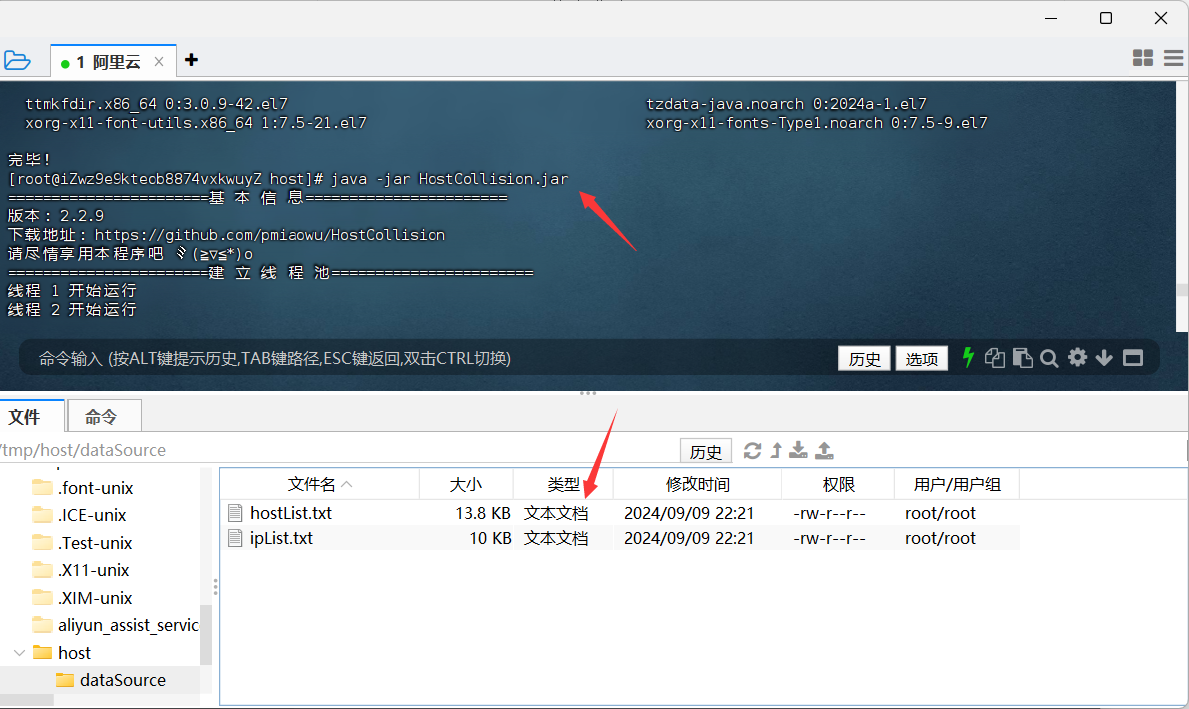 1 阿里云
ttmkfdir.x86_64 0:3.0.9-42.el7 tzdata-java.noarch 0:2024a-1.el7
xorg-x11-font-utils.x86_64 1:7.5-21.el7 xorg-x11-fonts-Type1.noarch 0:7.5-9.el7
完毕！
[root@iZwz9e9kteob8874vxkwuyZ host]# java -jar HostCollision.jar
=======================基 本 信 息=======================
版本：2.2.9
下载地址：https://github.com/pmiaowu/HostCollision
请尽情享用本程序吧 ミ(≧∇≦*)o
=======================建 立 线 程 池=======================
线程 1 开始运行
线程 2 开始运行
命令输入 (按ALT键提示历史,TAB键路径,ESC键返回,双击CTRL切换) 历史 选项
文件 命令
/tmp/host/dataSource 历史
文件名 大小 类型 修改时间 权限 用户/用户组
hostList.txt 13.8 KB 文本文档 2024/09/09 22:21 -rw-r--r-- root/root
ipList.txt 10 KB 文本文档 2024/09/09 22:21 -rw-r--r-- root/root
.font-unix
.ICE-unix
.Test-unix
.X11-unix
.XIM-unix
aliyun_assist_servic
host
dataSource